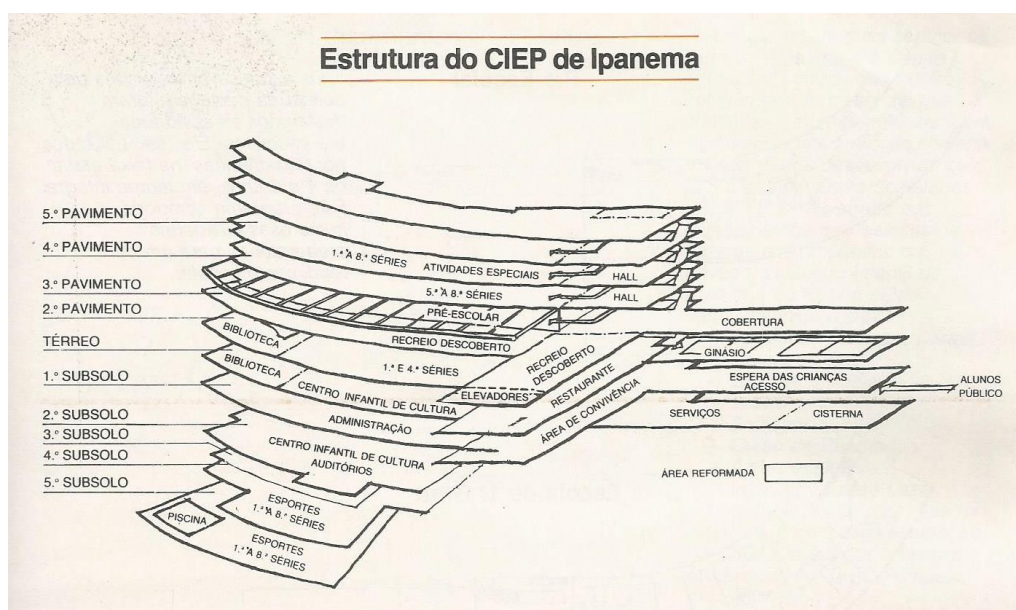 Estrutura do CIEP de Ipanema
5.º PAVIMENTO
4.º PAVIMENTO
3.º PAVIMENTO
2.º PAVIMENTO
TÉRREO
1.º SUBSOLO
2.º SUBSOLO
3.º SUBSOLO
4.º SUBSOLO
5.º SUBSOLO
1.ª A 8.ª SÉRIES ATIVIDADES ESPECIAIS
HALL
5.ª A 8.ª SÉRIES
HALL
PRÉ-ESCOLAR
RECREIO DESCOBERTO
COBERTURA
BIBLIOTECA
1.ª E 4.ª SÉRIES
RECREIO
DESCOBERTO
GINÁSIO
BIBLIOTECA
CENTRO INFANTIL DE CULTURA
ELEVADORES
RESTAURANTE
ESPERA DAS CRIANÇAS
ACESSO
ALUNOS
PÚBLICO
ADMINISTRAÇÃO
ÁREA DE CONVIVÊNCIA
SERVIÇOS
CISTERNA
CENTRO INFANTIL DE CULTURA
AUDITÓRIOS
ÁREA REFORMADA
ESPORTES
1.ª A 8.ª SÉRIES
PISCINA
ESPORTES
1.ª A 8.ª SÉRIES